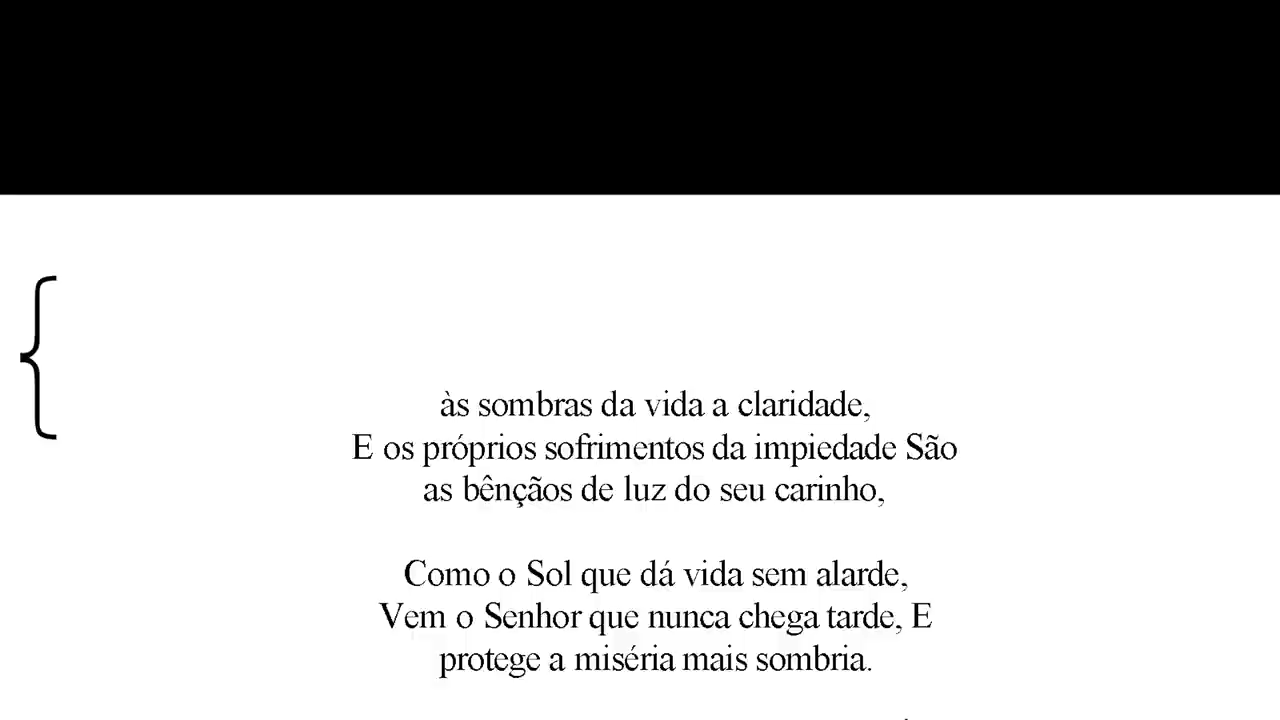 às sombras da vida a claridade,
E os próprios sofrimentos da impiedade São
as bênçãos de luz do seu carinho,
Como o Sol que dá vida sem alarde,
Vem o Senhor que nunca chega tarde, E
protege a miséria mais sombria.